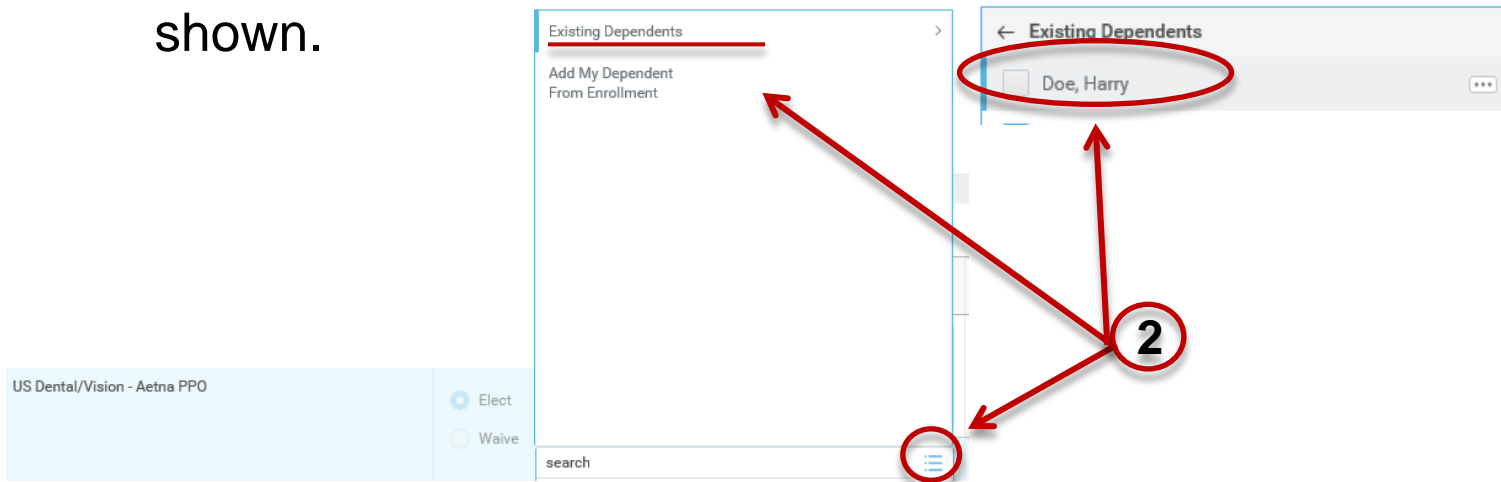 shown.
Existing Dependents
Add My Dependent
From Enrollment
Existing Dependents
Doe, Harry
2
US Dental/Vision - Aetna PPO
Elect
Waive
search